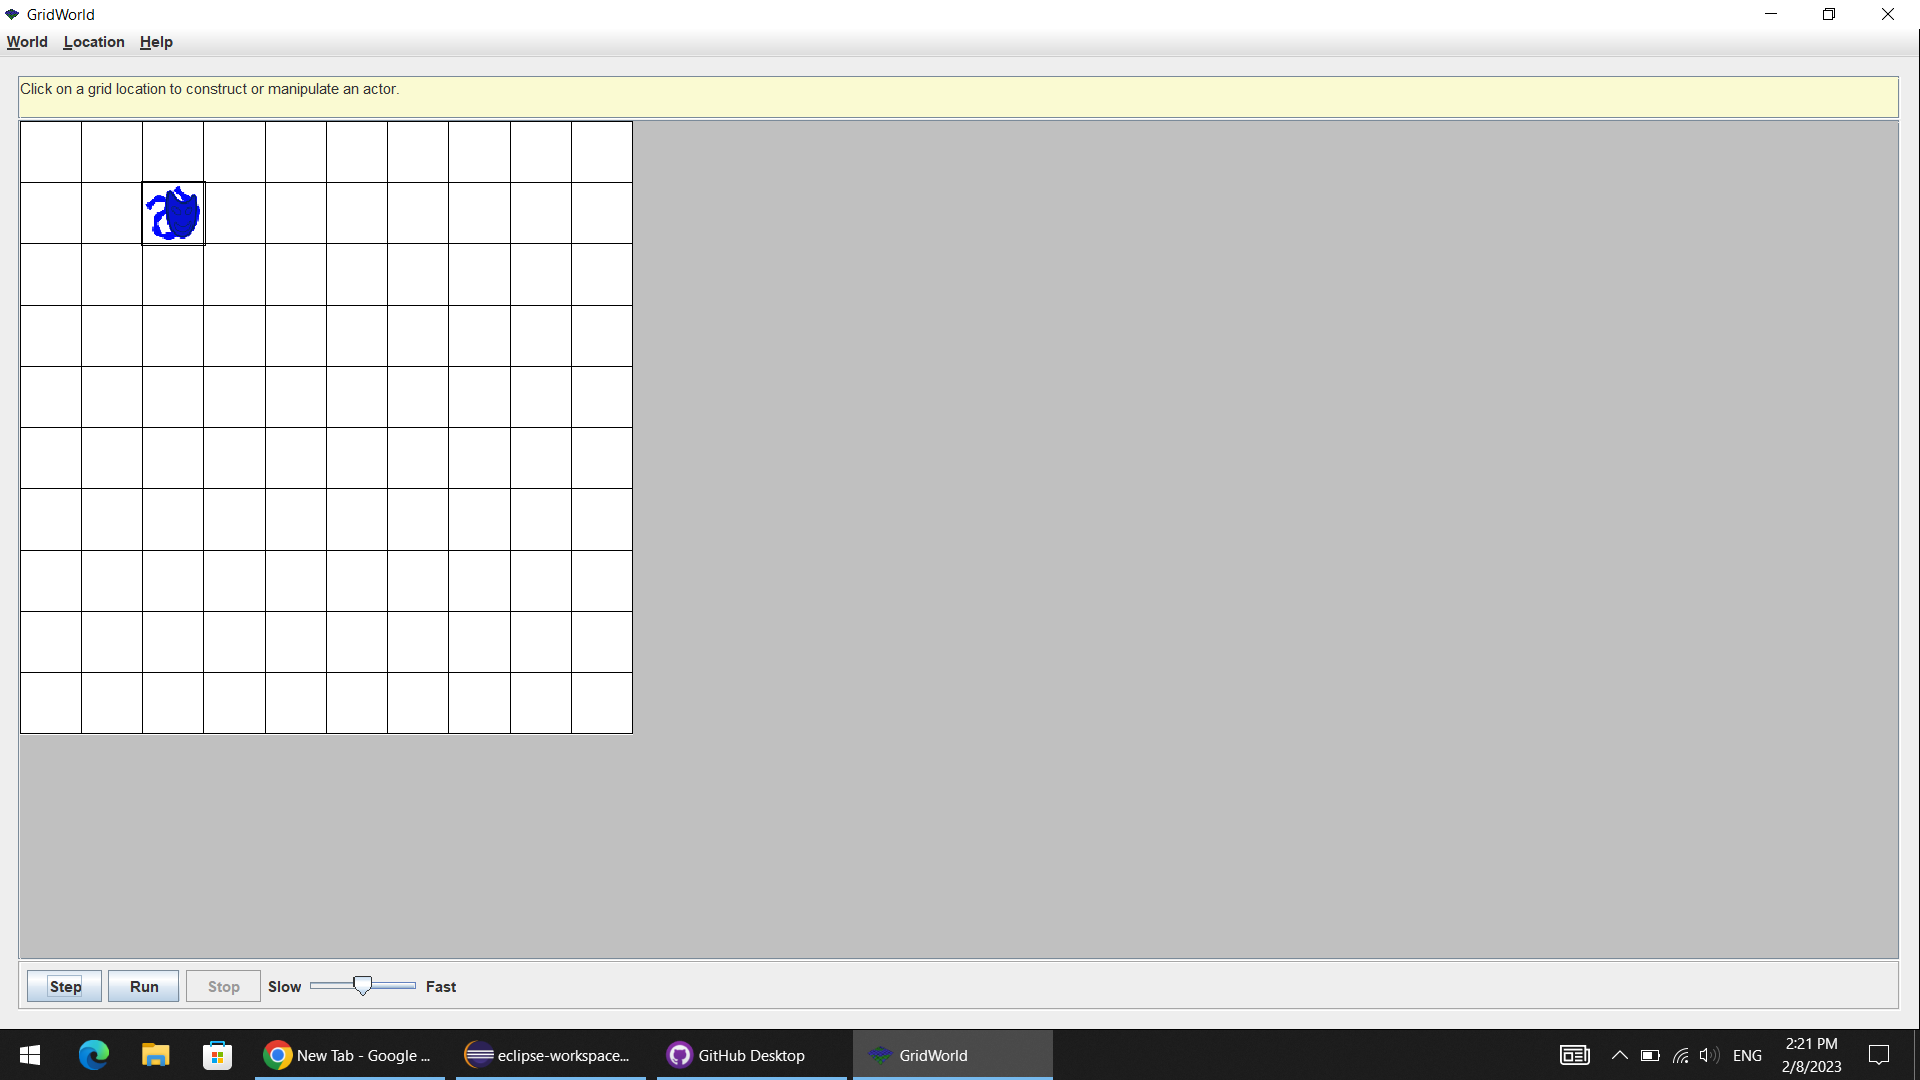 GridWorld
World Location Help
Click on a grid location to construct or manipulate an actor.
Step Run Stop Slow Fast
New Tab - Google ... eclipse-workspace... GitHub Desktop GridWorld ENG 2:21 PM
2/8/2023